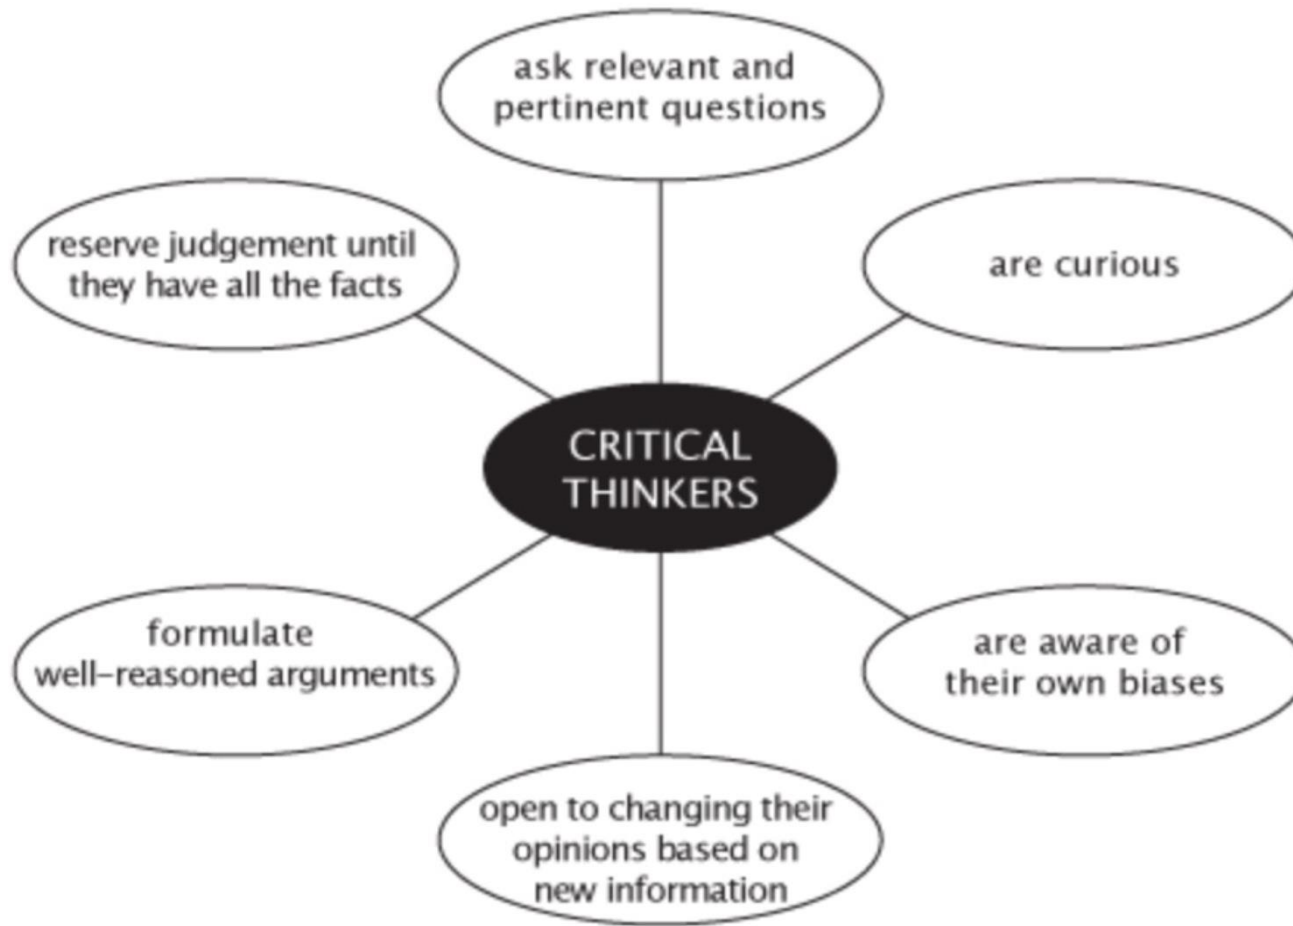 ask relevant and
pertinent questions
reserve judgement until
they have all the facts
are curious
CRITICAL
THINKERS
formulate
well-reasoned arguments
are aware of
their own biases
open to changing their
opinions based on
new information